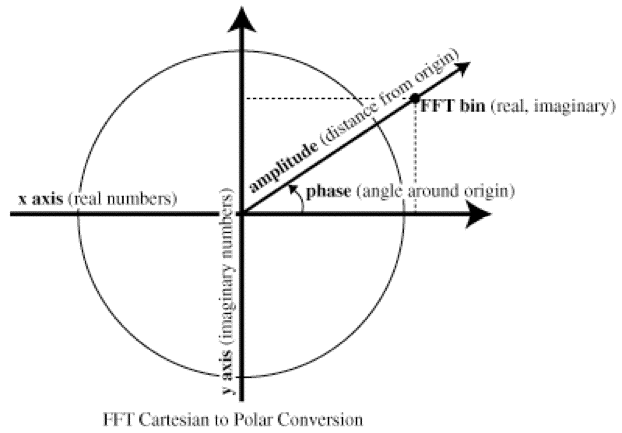 amplitude (distance from origin)
FFT bin (real, imaginary)
x axis (real numbers)
phase (angle around origin)
y axis (imaginary numbers)
FFT Cartesian to Polar Conversion